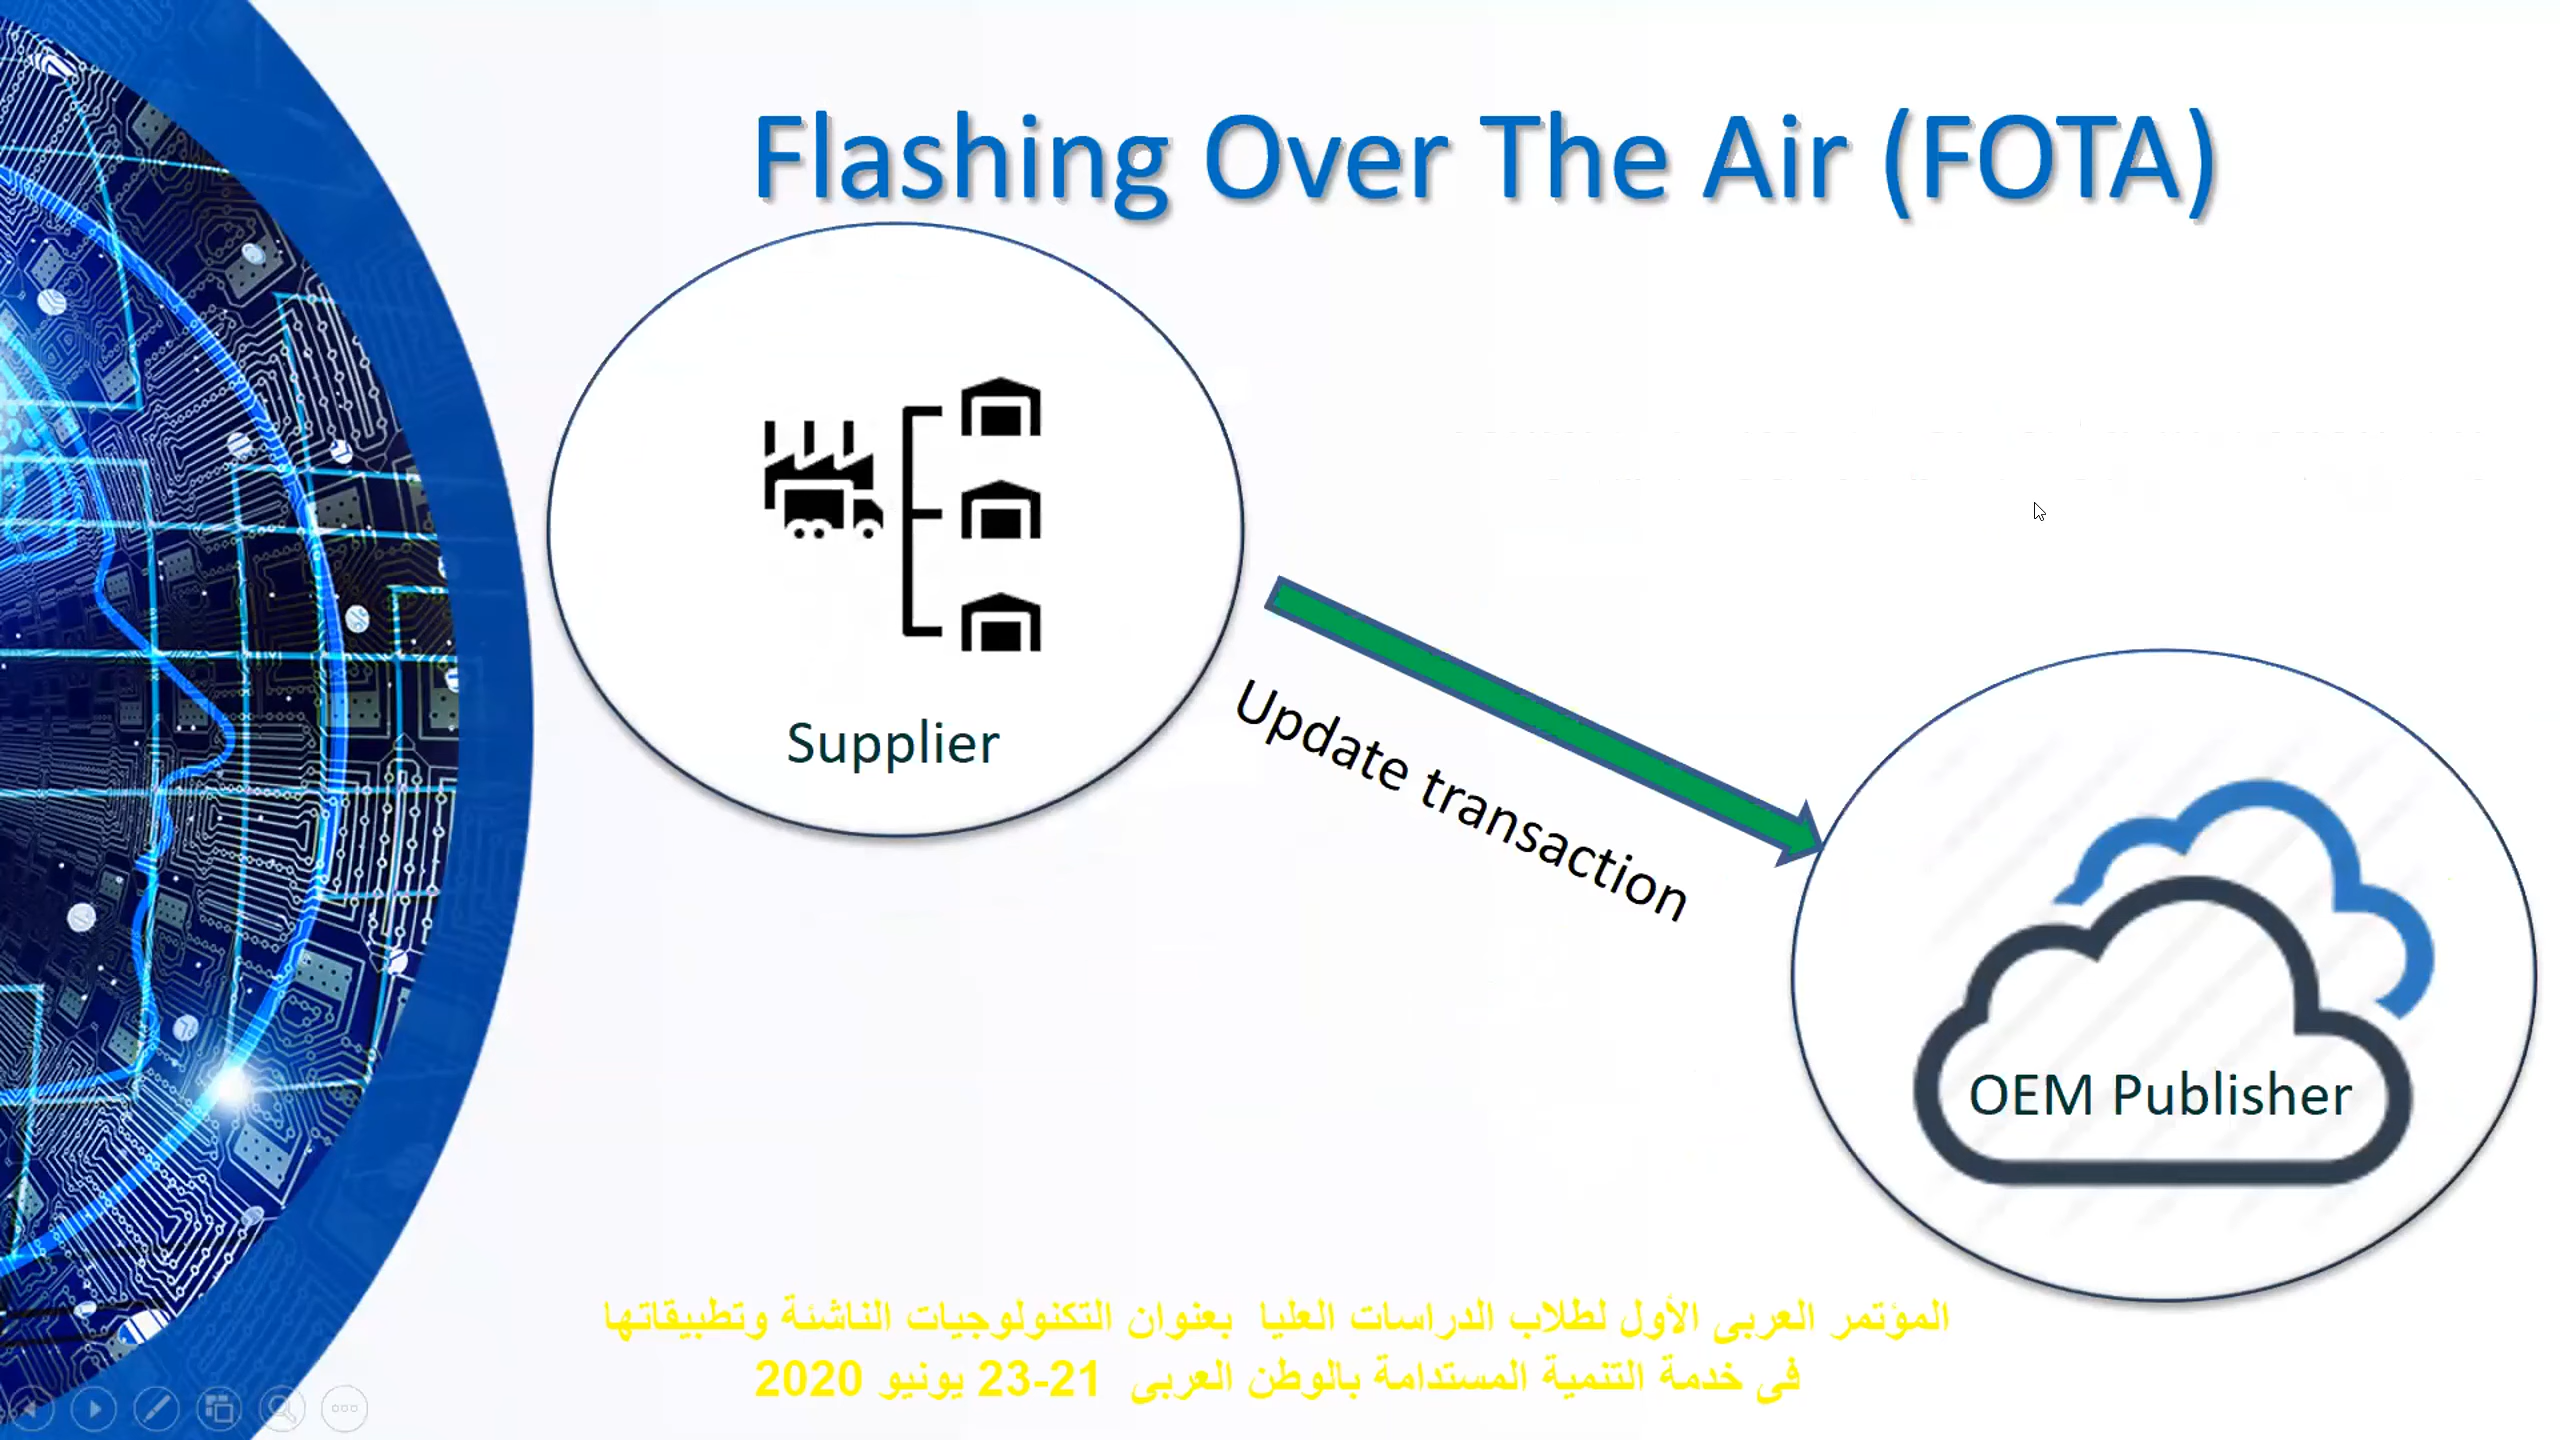 Flashing Over The Air (FOTA)
Supplier
Update transaction
OEM Publisher
المؤتمر العربى الأول لطلاب الدراسات العليا بعنوان التكنولوجيات الناشئة وتطبيقاتها
فى خدمة التنمية المستدامة بالوطن العربى 21-23 يونيو 2020